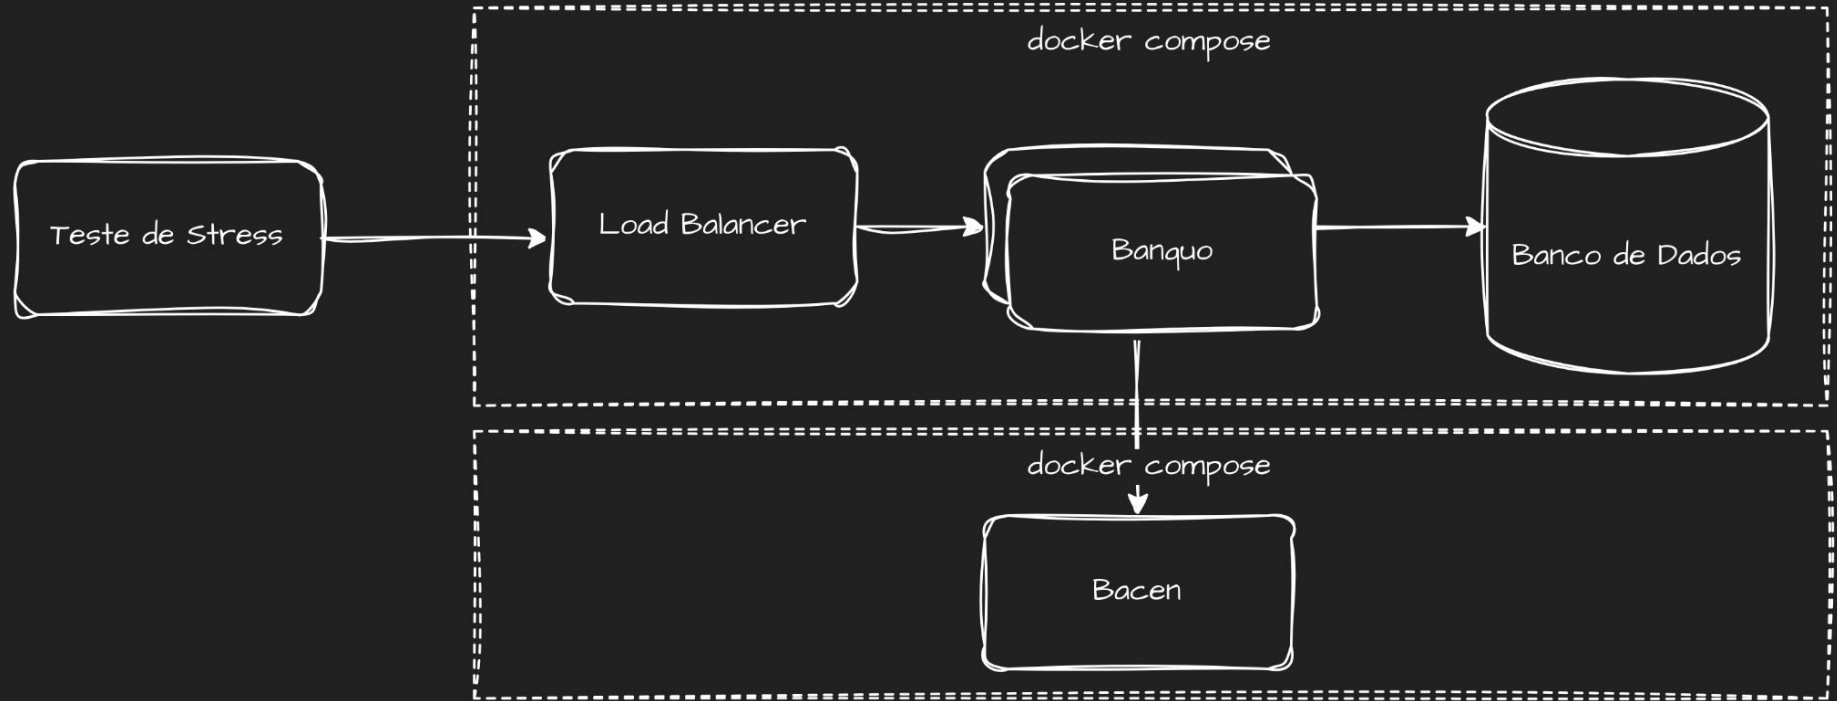 docker compose
Teste de Stress
Load Balancer
Banquo
Banco de Dados
docker compose
Bacen